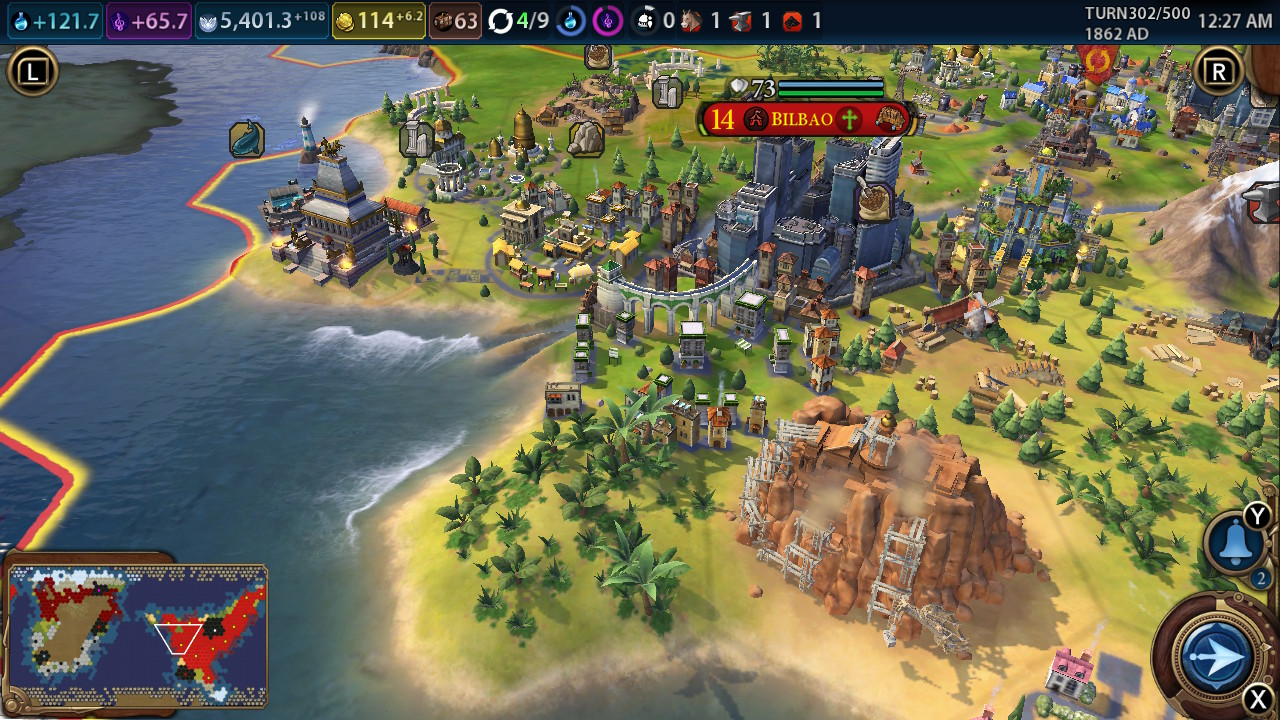 +121.7 +65.7 5,401.3 +108 114 +6.2 63 4/9 0 1 1 1 TURN302/500 12:27 AM
1862 AD
L
R
73
14 BILBAO
Y
2
X